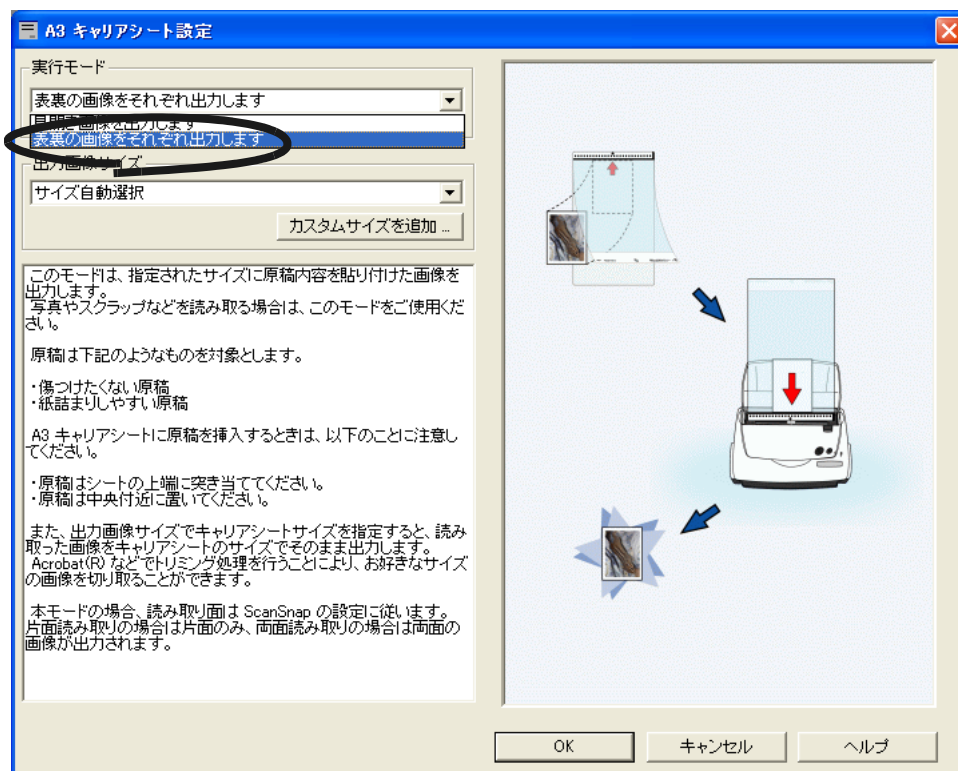 A3 キャリアシート設定
実行モード
表裏の画像をそれぞれ出力します
見開き画像を出力します
表裏の画像をそれぞれ出力します
出力画像サイズ
サイズ自動選択
カスタムサイズを追加 ...
このモードは、指定されたサイズに原稿内容を貼り付けた画像を
出力します。
写真やスクラップなどを読み取る場合は、このモードをご使用くだ
さい。
原稿は下記のようなものを対象とします。
・傷つけたくない原稿
・紙詰まりしやすい原稿
A3 キャリアシートに原稿を挿入するときは、以下のことに注意し
てください。
・原稿はシートの上端に突き当ててください。
・原稿は中央付近に置いてください。
また、出力画像サイズでキャリアシートサイズを指定すると、読み
取った画像をキャリアシートのサイズでそのまま出力します。
Acrobat(R) などでトリミング処理を行うことにより、お好きなサイズ
の画像を切り取ることができます。
本モードの場合、読み取り面は ScanSnap の設定に従います。
片面読み取りの場合は片面のみ、両面読み取りの場合は両面の
画像が出力されます。
OK
キャンセル
ヘルプ